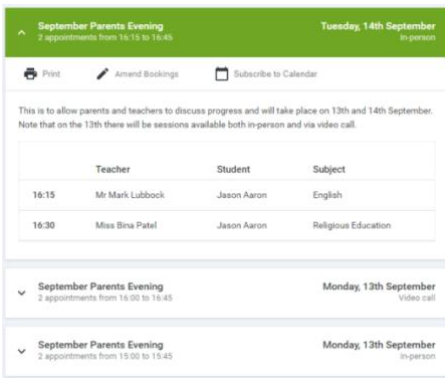 September Parents Evening Tuesday, 14th September
2 appointments from 16:15 to 16:45 In-person
Print Amend Bookings Subscribe to Calendar
This is to allow parents and teachers to discuss progress and will take place on 13th and 14th September.
Note that on the 13th there will be sessions available both in-person and via video call.
Teacher Student Subject
16:15 Mr Mark Lubbock Jason Aaron English
16:30 Miss Bina Patel Jason Aaron Religious Education
September Parents Evening Monday, 13th September
2 appointments from 16:00 to 16:45 Video call
September Parents Evening Monday, 13th September
2 appointments from 15:00 to 15:45 In-person